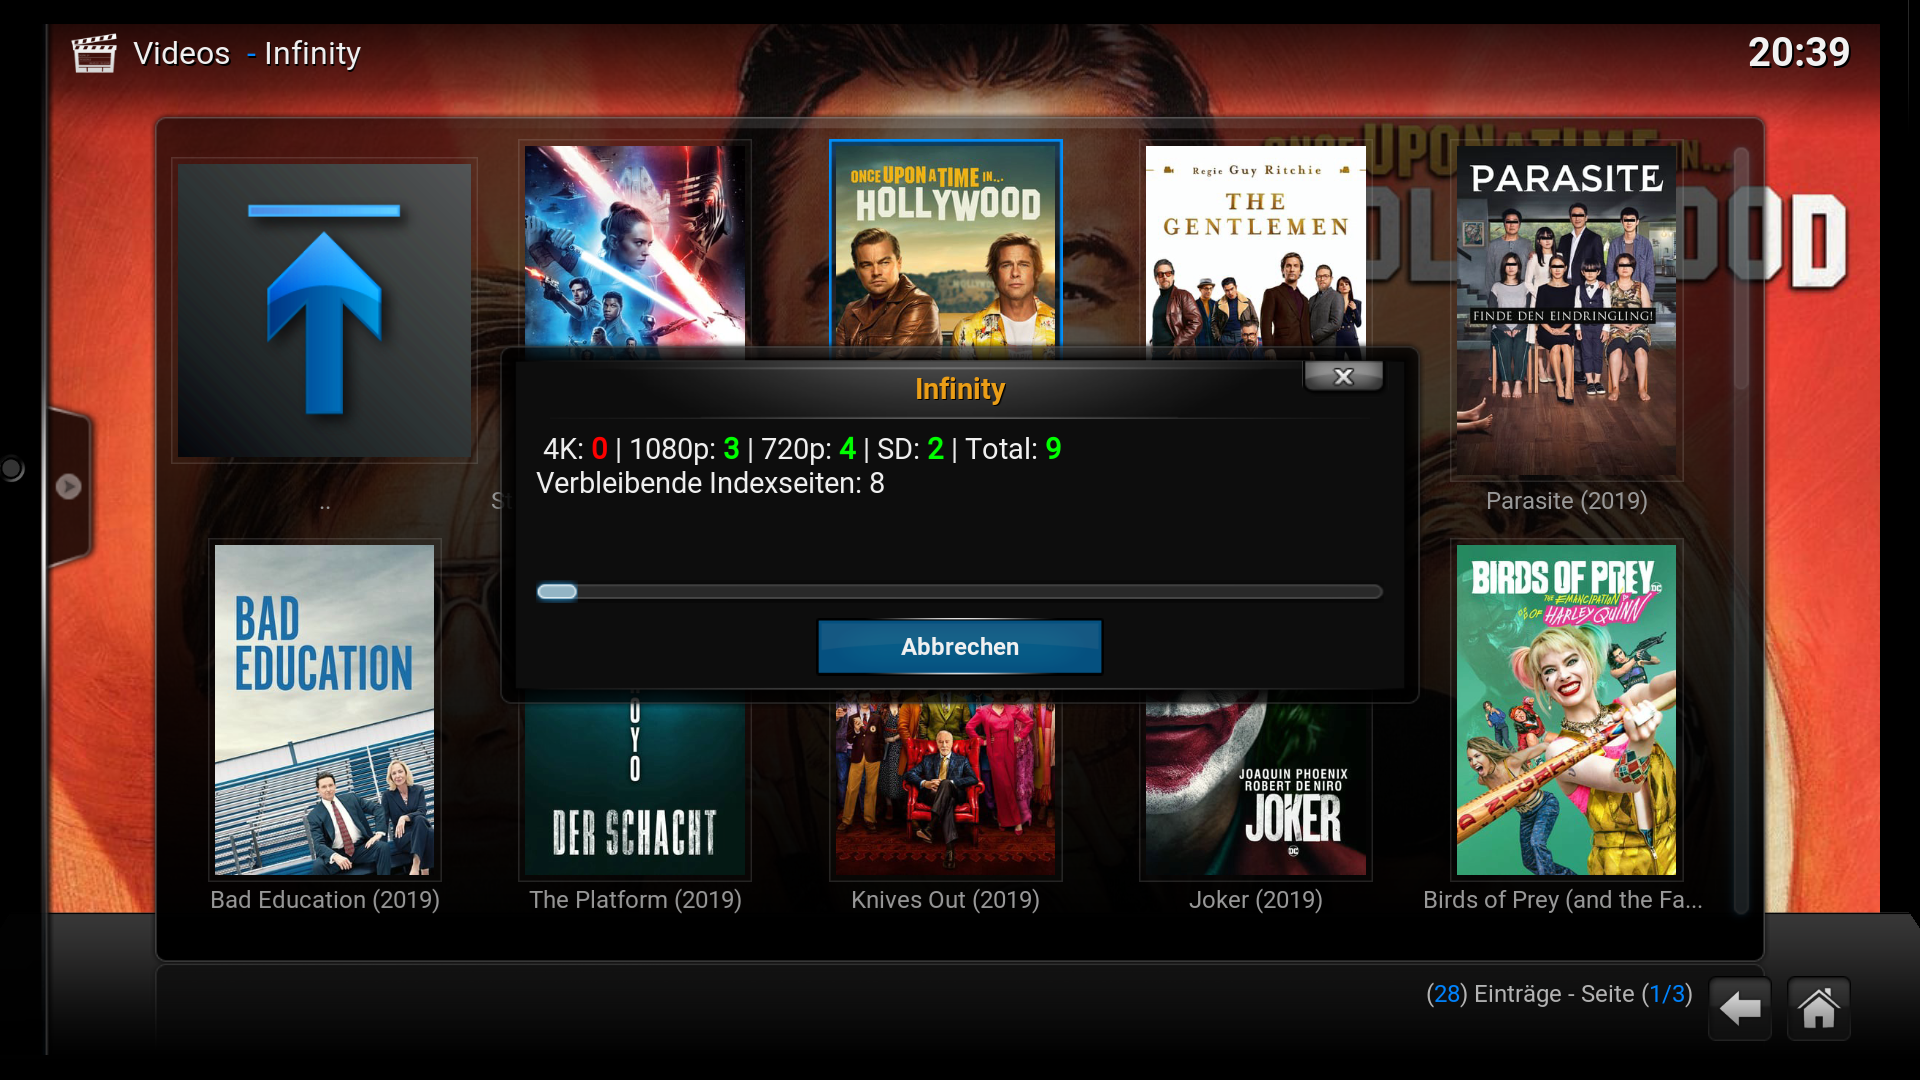 Videos - Infinity
20:39
ONCE UPON A TIME IN...
HOLLYWOOD
Regie Guy Ritchie
THE
GENTLEMEN
PARASITE
FINDE DEN EINDRINGLING!
..
St
Parasite (2019)
Infinity
x
4K: 0 | 1080p: 3 | 720p: 4 | SD: 2 | Total: 9
Verbleibende Indexseiten: 8
Abbrechen
BAD
EDUCATION
OYO
DER SCHACHT
JOAQUIN PHOENIX
ROBERT DE NIRO
JOKER
DC
BIRDS OF PREY
DC
THE EMANCIPATION
OF HARLEY QUINN
Bad Education (2019)
The Platform (2019)
Knives Out (2019)
Joker (2019)
Birds of Prey (and the Fa...
(28) Einträge - Seite (1/3)